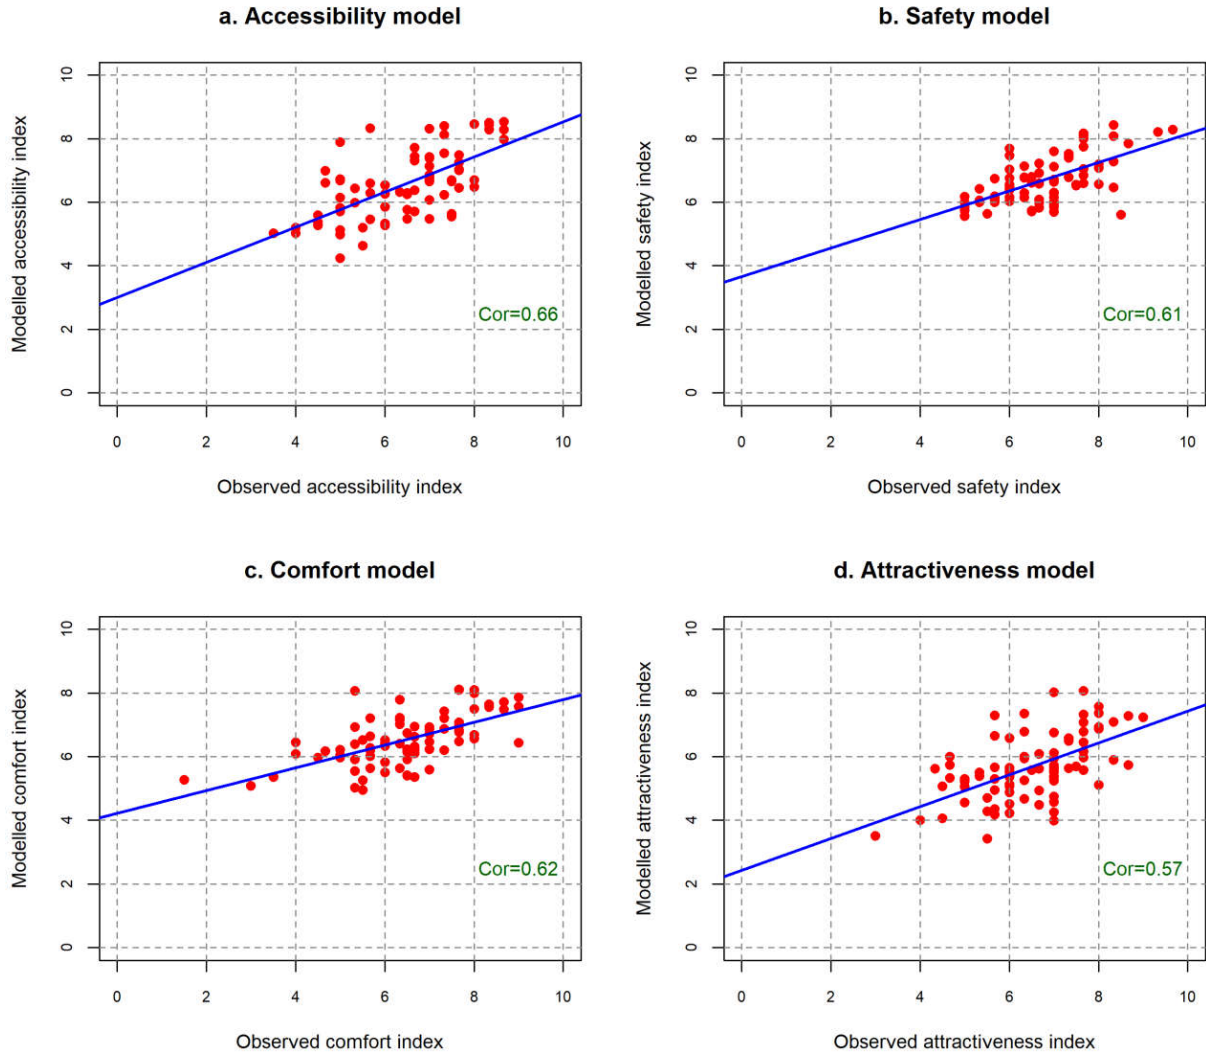 a. Accessibility model
Modelled accessibility index
10
8
6
4
2
0
Cor=0.66
0 2 4 6 8 10
Observed accessibility index
b. Safety model
Modelled safety index
10
8
6
4
2
0
Cor=0.61
0 2 4 6 8 10
Observed safety index
c. Comfort model
Modelled comfort index
10
8
6
4
2
0
Cor=0.62
0 2 4 6 8 10
Observed comfort index
d. Attractiveness model
Modelled attractiveness index
10
8
6
4
2
0
Cor=0.57
0 2 4 6 8 10
Observed attractiveness index